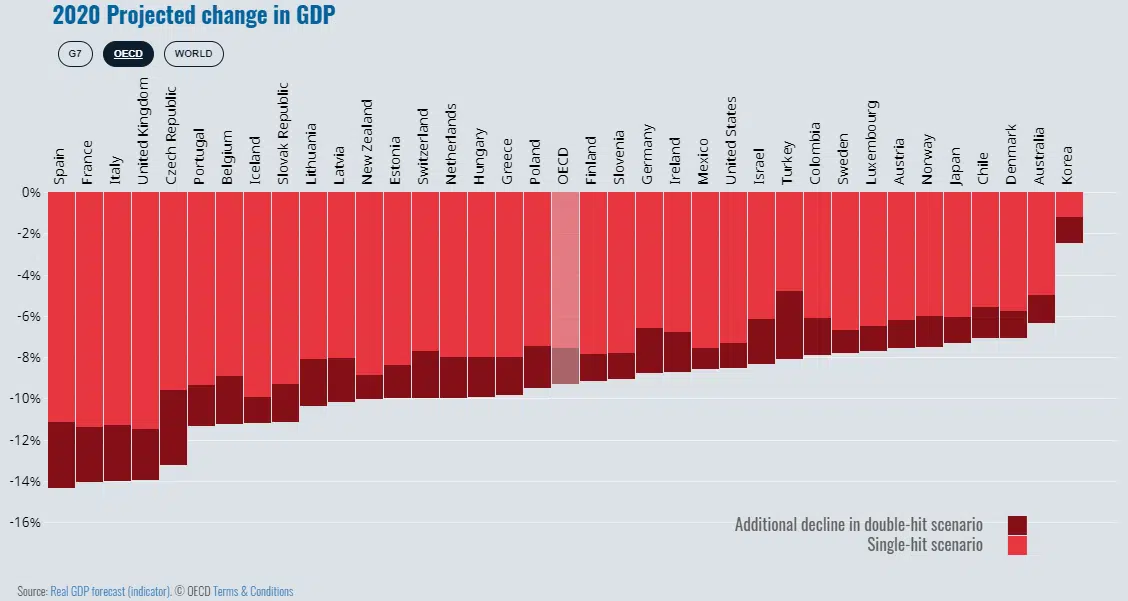 2020 Projected change in GDP
G7
OECD
WORLD
Spain
France
Italy
United Kingdom
Czech Republic
Portugal
Belgium
Iceland
Slovak Republic
Lithuania
Latvia
New Zealand
Estonia
Switzerland
Netherlands
Hungary
Greece
Poland
OECD
Finland
Slovenia
Germany
Ireland
Mexico
United States
Israel
Turkey
Colombia
Sweden
Luxembourg
Austria
Norway
Japan
Chile
Denmark
Australia
Korea
0%
-2%
-4%
-6%
-8%
-10%
-12%
-14%
-16%
Additional decline in double-hit scenario
Single-hit scenario
Source: Real GDP forecast (indicator). © OECD Terms & Conditions